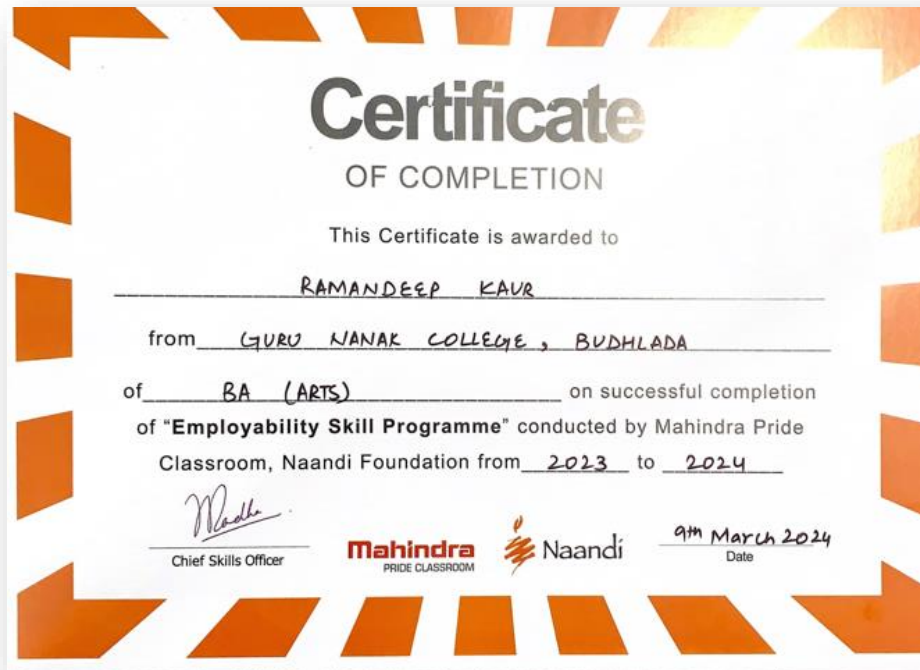 Certificate
OF COMPLETION
This Certificate is awarded to
RAMANDEEP KAUR
from GURU NANAK COLLEGE, BUDHLADA
of BA (ARTS) on successful completion
of "Employability Skill Programme" conducted by Mahindra Pride
Classroom, Naandi Foundation from 2023 to 2024
Chief Skills Officer
Mahindra
PRIDE CLASSROOM
Naandi
9th March 2024
Date